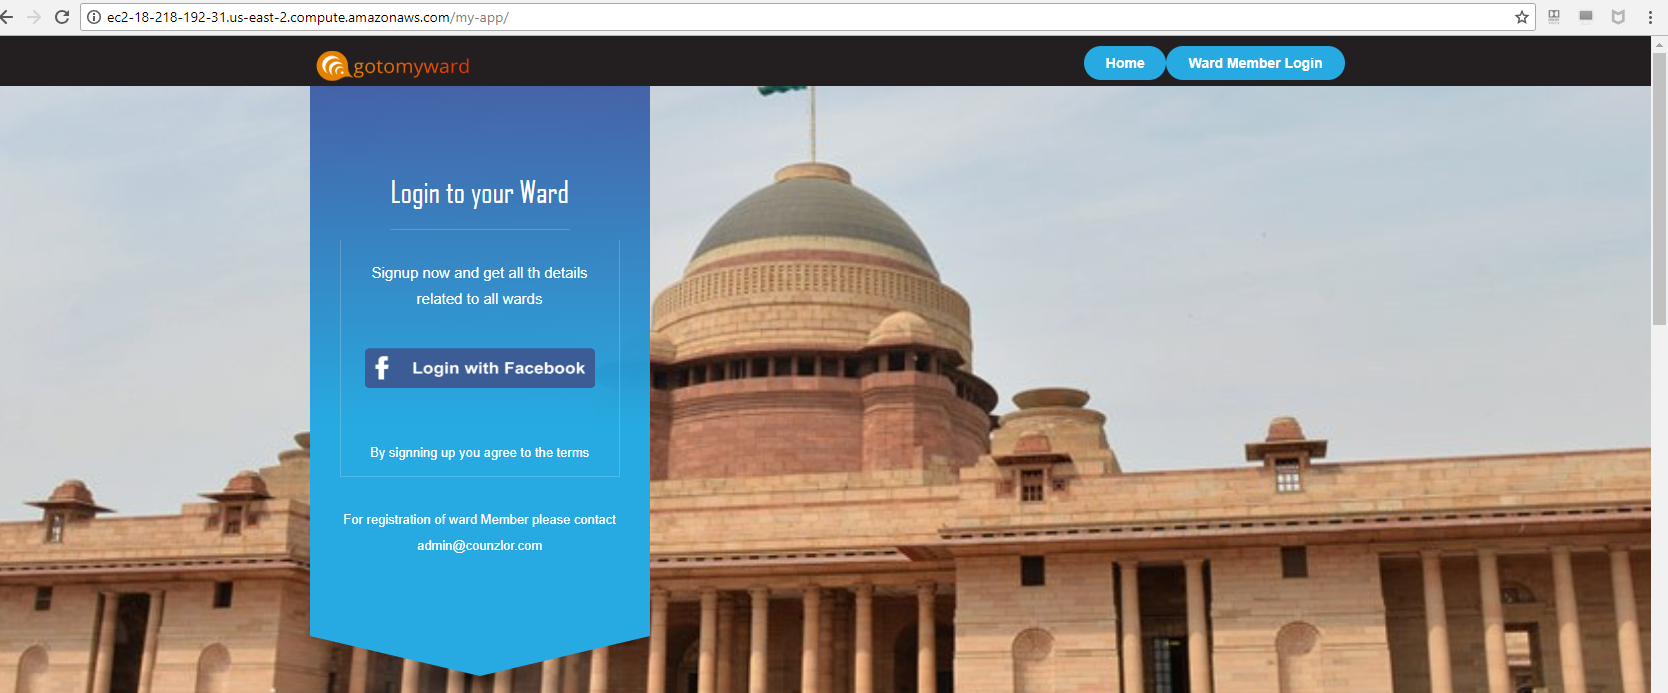 ec2-18-218-192-31.us-east-2.compute.amazonaws.com/my-app/
gotomyward
Home
Ward Member Login
Login to your Ward
Signup now and get all th details
related to all wards
f Login with Facebook
By signning up you agree to the terms
For registration of ward Member please contact
admin@counzlor.com